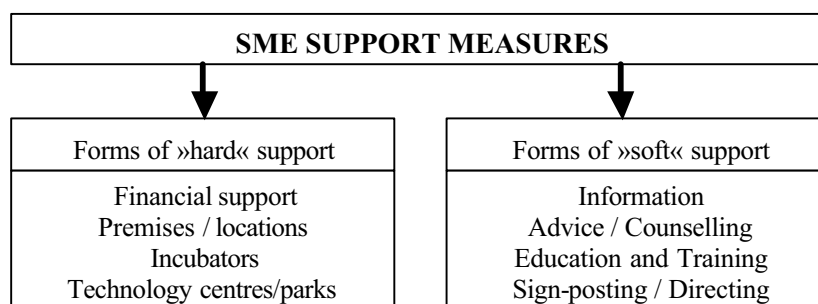 SME SUPPORT MEASURES
Forms of »hard« support
Financial support
Premises / locations
Incubators
Technology centres/parks
Forms of »soft« support
Information
Advice / Counselling
Education and Training
Sign-posting / Directing